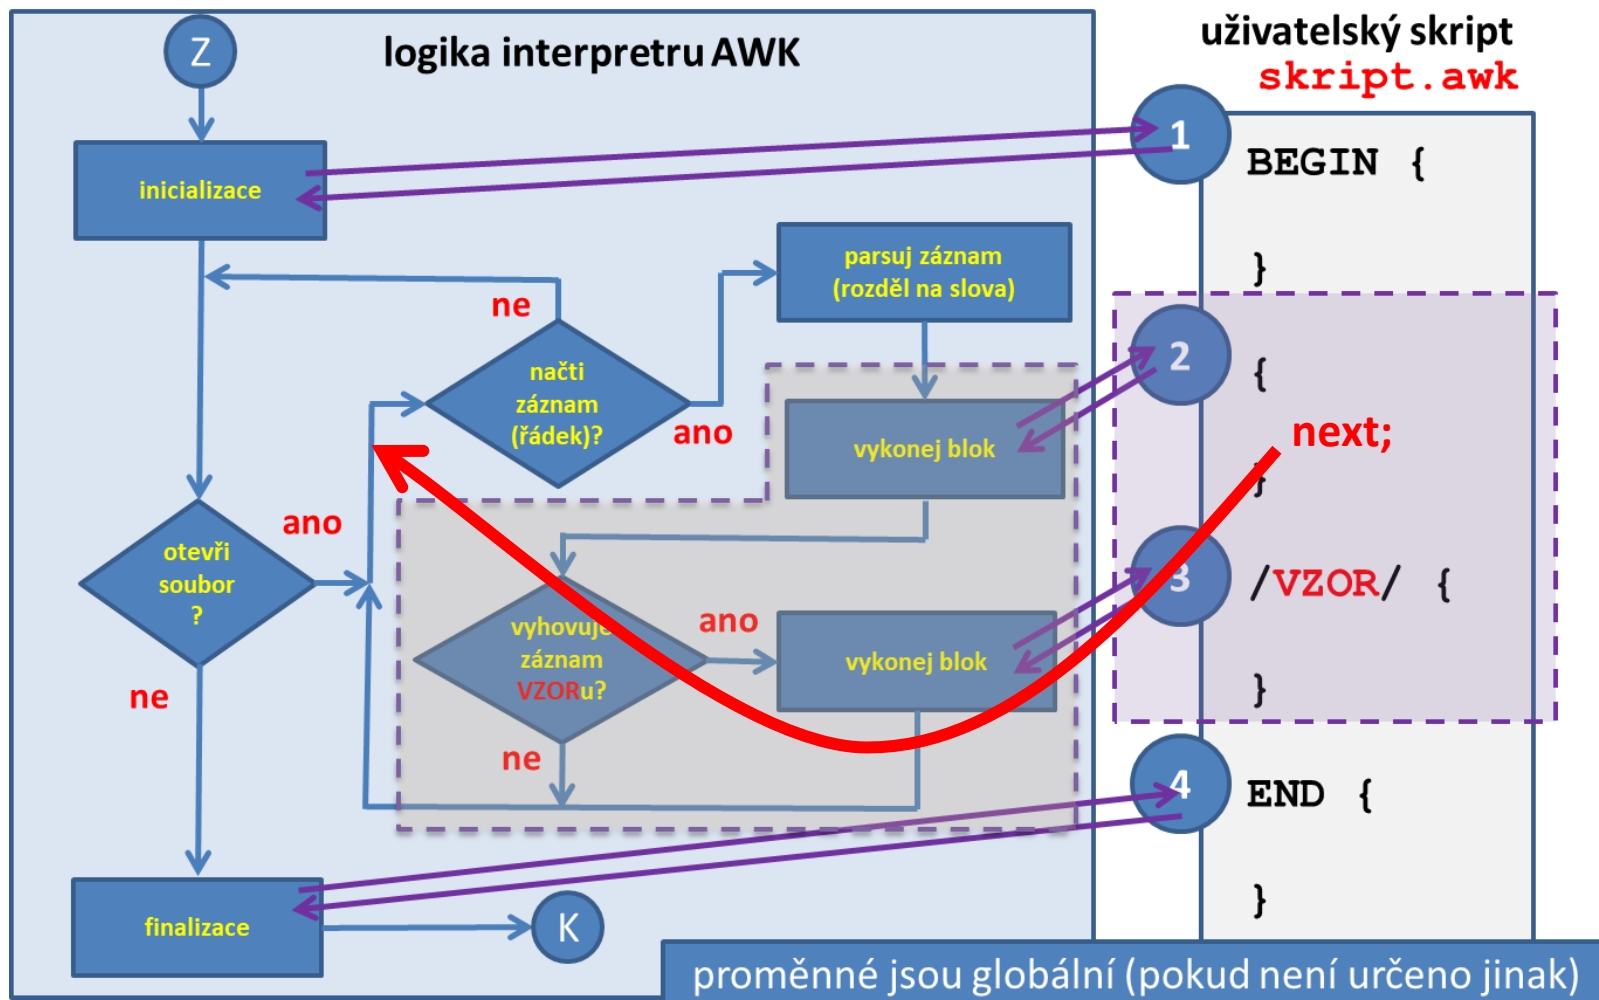 Z
logika interpretru AWK
uživatelský skript
skript.awk
inicializace
1
BEGIN {
}
parsuj záznam
(rozděl na slova)
ne
načti
záznam
(řádek)?
ano
vykonej blok
2
{
next;
}
otevři
soubor
?
ano
ne
vyhovuje
záznam
VZORu?
ano
ne
vykonej blok
3
/VZOR/ {
}
4
END {
}
finalizace
K
proměnné jsou globální (pokud není určeno jinak)